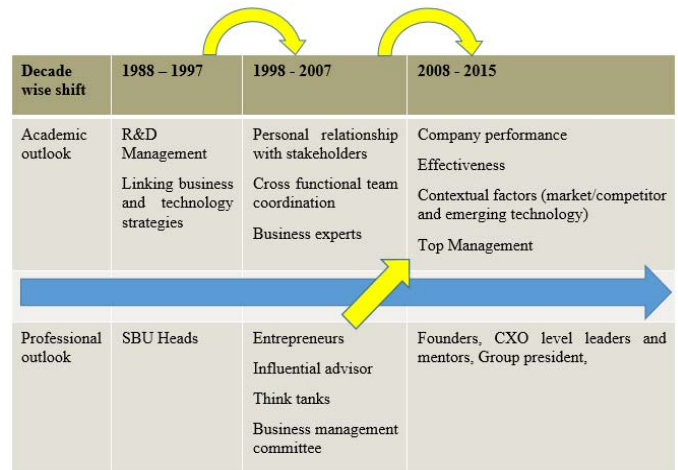 Decade
wise shift
1988 – 1997
1998 - 2007
2008 - 2015
Academic
outlook
R&D
Management
Linking business
and technology
strategies
Personal relationship
with stakeholders
Cross functional team
coordination
Business experts
Company performance
Effectiveness
Contextual factors (market/competitor
and emerging technology)
Top Management
Professional
outlook
SBU Heads
Entrepreneurs
Influential advisor
Think tanks
Business management
committee
Founders, CXO level leaders and
mentors, Group president,